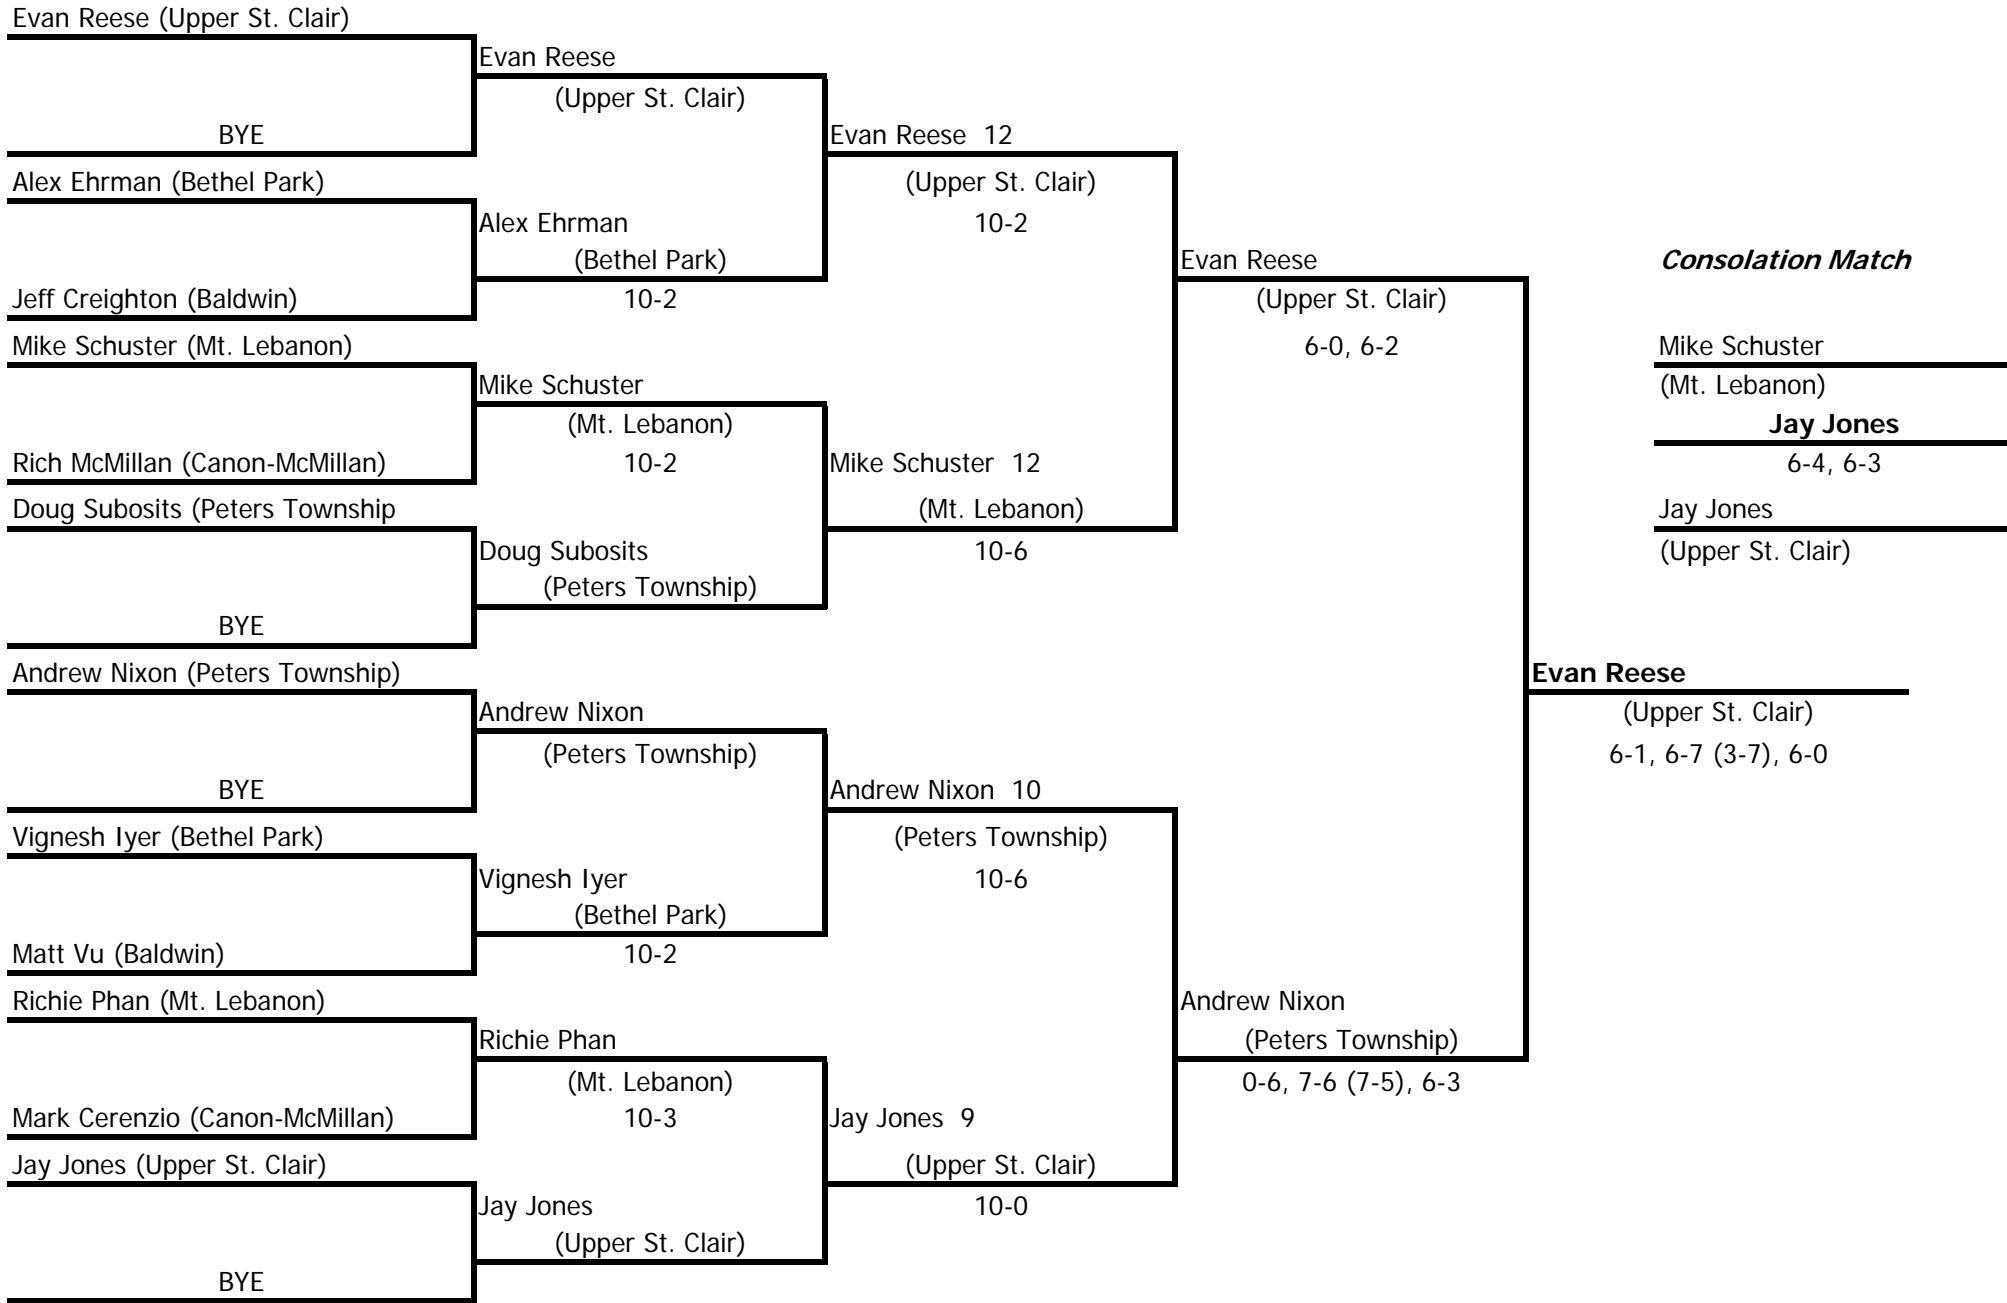 Evan Reese (Upper St. Clair)
Evan Reese
(Upper St. Clair)
BYE
Evan Reese  12
Alex Ehrman (Bethel Park)
(Upper St. Clair)
Alex Ehrman
10-2
(Bethel Park)
Evan Reese
Consolation Match
Jeff Creighton (Baldwin)
10-2
(Upper St. Clair)
Mike Schuster (Mt. Lebanon)
6-0, 6-2
Mike Schuster
Mike Schuster
(Mt. Lebanon)
(Mt. Lebanon)
Jay Jones
Rich McMillan (Canon-McMillan)
10-2
Mike Schuster  12
6-4, 6-3
Doug Subosits (Peters Township
(Mt. Lebanon)
Jay Jones
Doug Subosits
10-6
(Upper St. Clair)
(Peters Township)
BYE
Andrew Nixon (Peters Township)
Evan Reese
Andrew Nixon
(Upper St. Clair)
(Peters Township)
6-1, 6-7 (3-7), 6-0
BYE
Andrew Nixon  10
Vignesh Iyer (Bethel Park)
(Peters Township)
Vignesh Iyer
10-6
(Bethel Park)
Matt Vu (Baldwin)
10-2
Richie Phan (Mt. Lebanon)
Andrew Nixon
Richie Phan
(Peters Township)
(Mt. Lebanon)
0-6, 7-6 (7-5), 6-3
Mark Cerenzio (Canon-McMillan)
10-3
Jay Jones  9
Jay Jones (Upper St. Clair)
(Upper St. Clair)
Jay Jones
10-0
(Upper St. Clair)
BYE